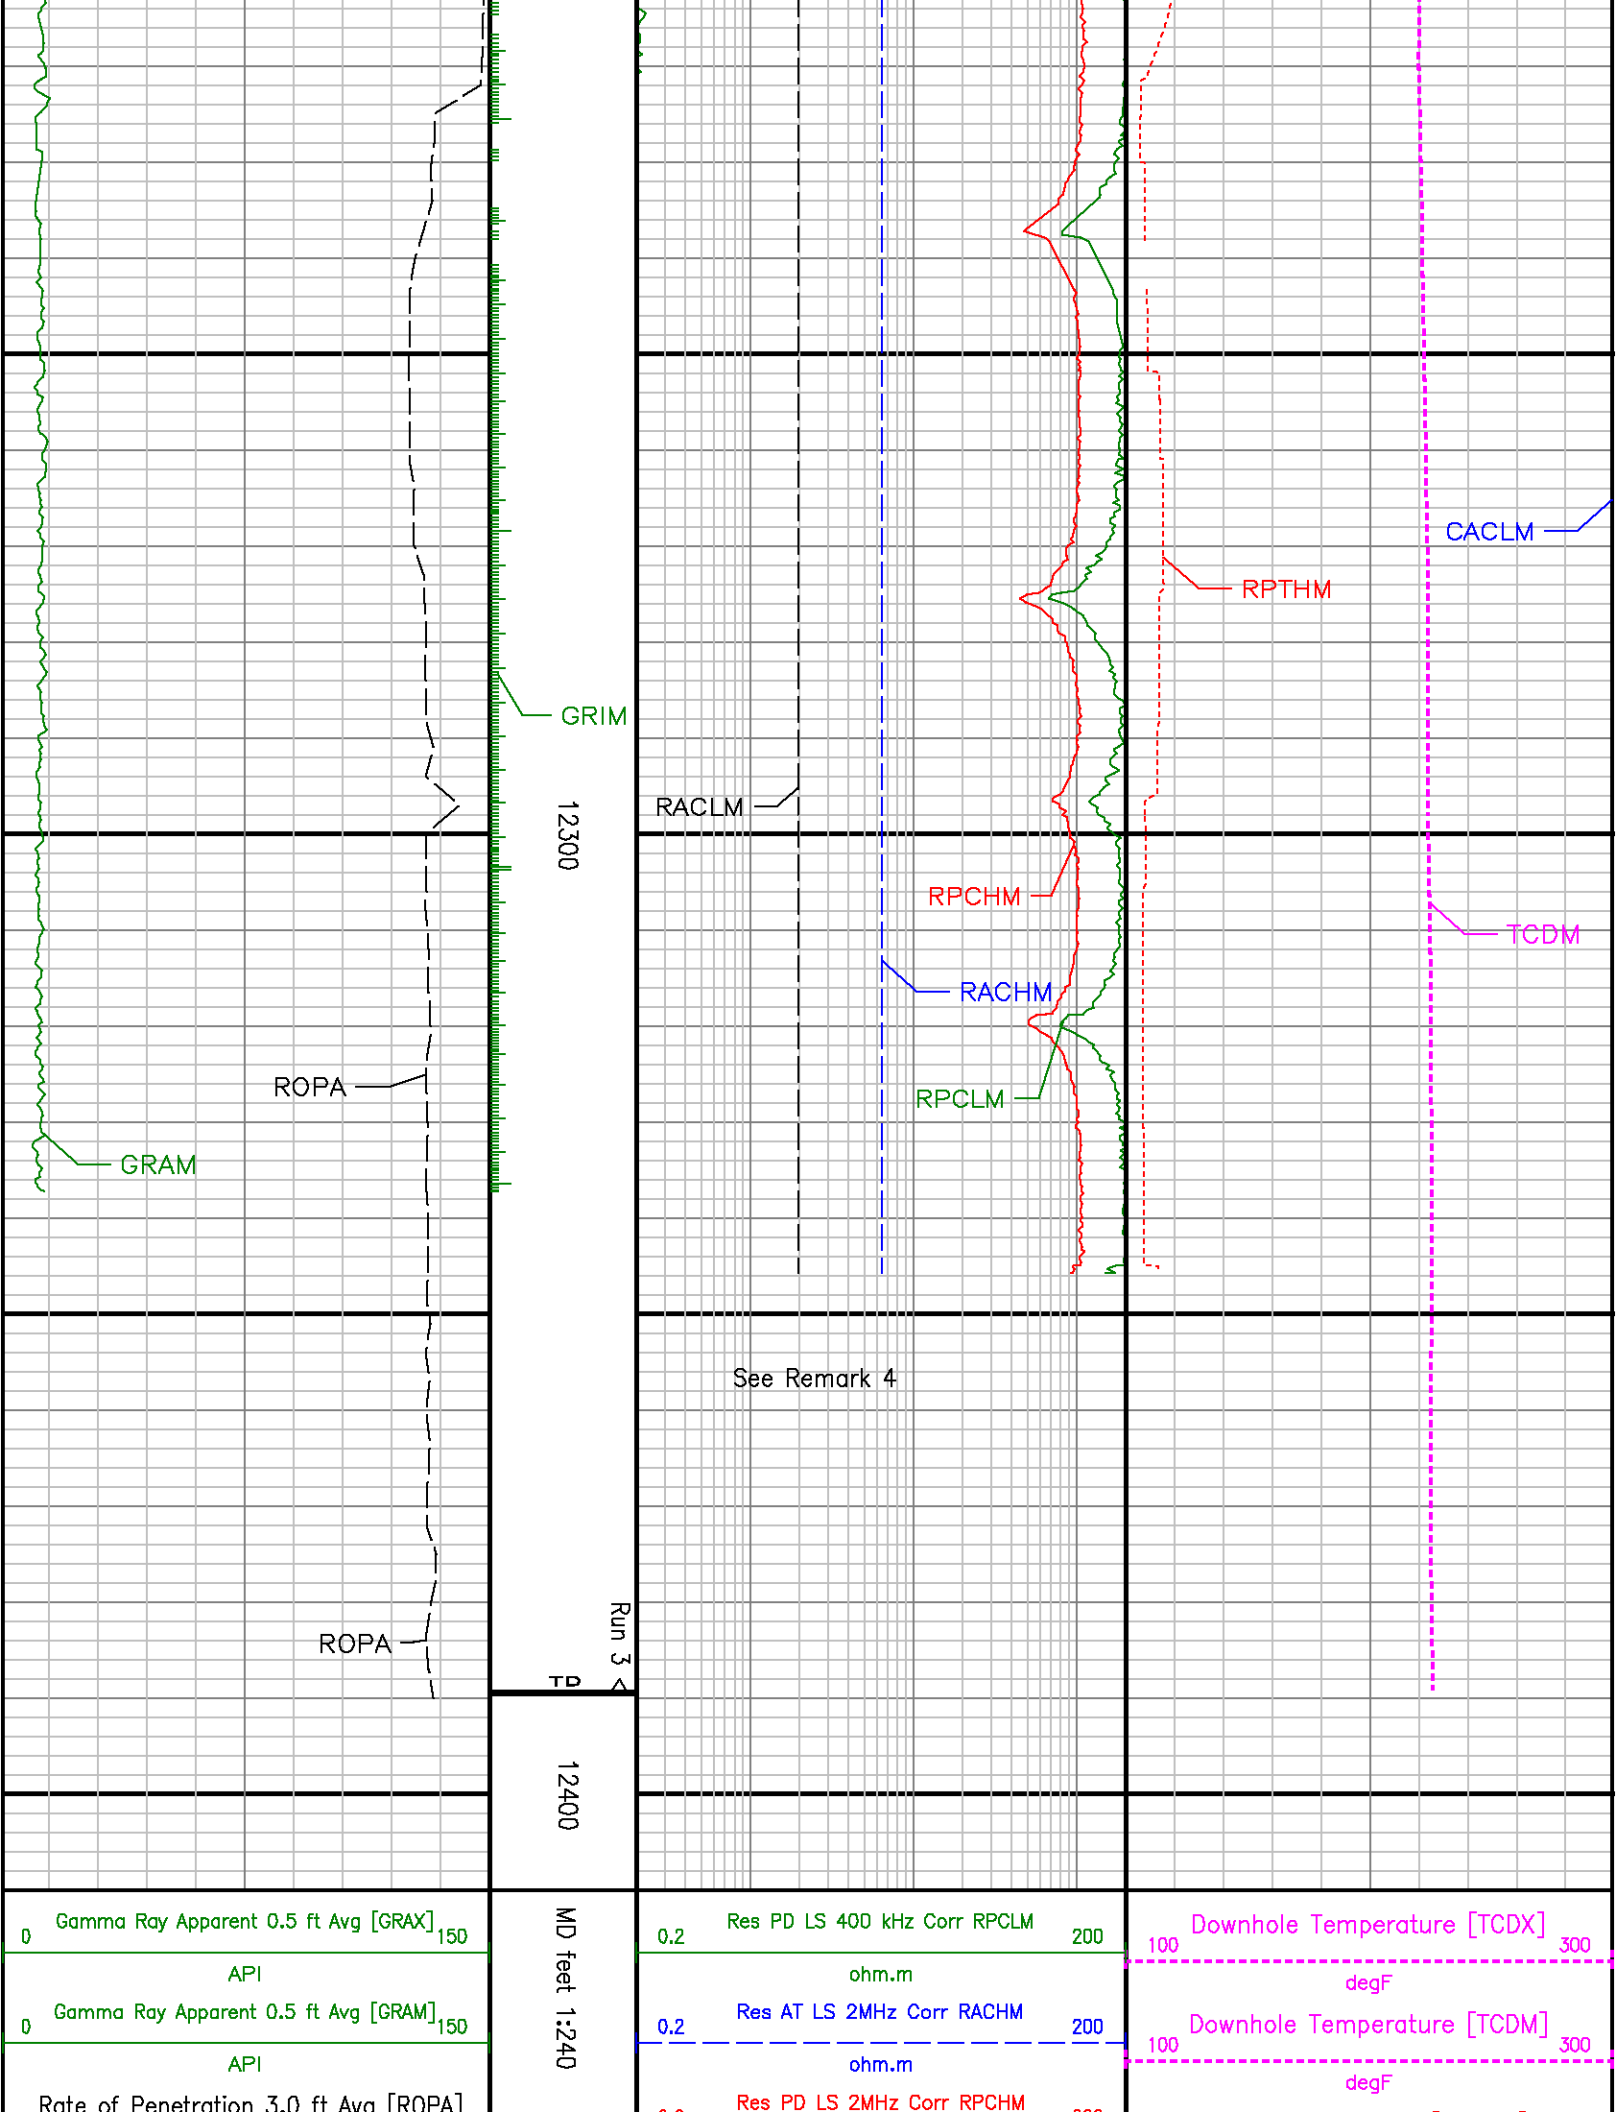 CACLM
RPTHM
GRIM
RACLM
12300
RPCHM
TCDM
RACHM
ROPA
RPCLM
GRAM
See Remark 4
Run 3
ROPA
TD
12400
MD feet 1:240
Gamma Ray Apparent 0.5 ft Avg [GRAX]
0 150
API
Gamma Ray Apparent 0.5 ft Avg [GRAM]
0 150
API
Rate of Penetration 3.0 ft Avg [ROPA]
Res PD LS 400 kHz Corr RPCLM
0.2 200
ohm.m
Res AT LS 2MHz Corr RACHM
0.2 200
ohm.m
Res PD LS 2MHz Corr RPCHM
Downhole Temperature [TCDX]
100 300
degF
Downhole Temperature [TCDM]
100 300
degF